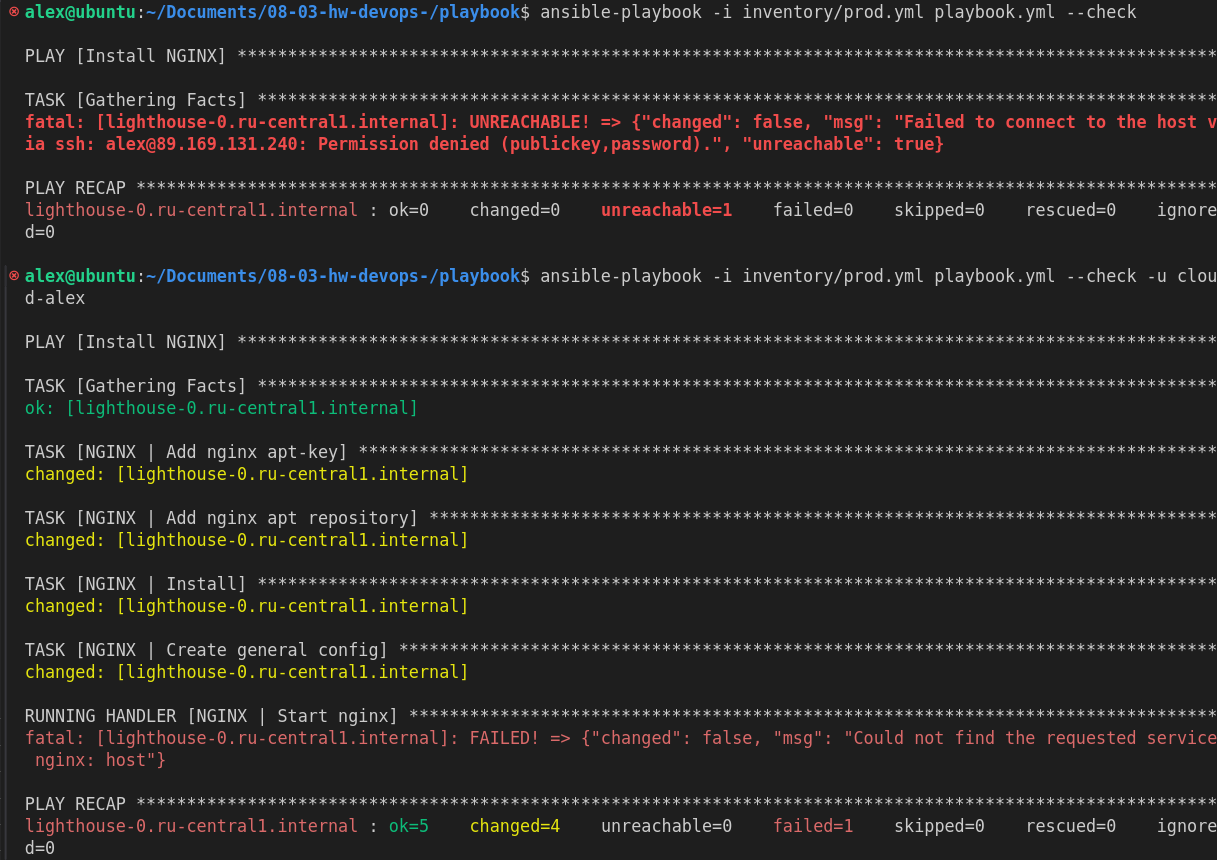 alex@ubuntu:~/Documents/08-03-hw-devops-/playbook$ ansible-playbook -i inventory/prod.yml playbook.yml --check
PLAY [Install NGINX] *************************************************************************************************
TASK [Gathering Facts] ***********************************************************************************************
fatal: [lighthouse-0.ru-central1.internal]: UNREACHABLE! => {"changed": false, "msg": "Failed to connect to the host v
ia ssh: alex@89.169.131.240: Permission denied (publickey,password).", "unreachable": true}
PLAY RECAP ***********************************************************************************************************
lighthouse-0.ru-central1.internal : ok=0    changed=0    unreachable=1    failed=0    skipped=0    rescued=0    ignore
d=0
alex@ubuntu:~/Documents/08-03-hw-devops-/playbook$ ansible-playbook -i inventory/prod.yml playbook.yml --check -u clou
d-alex
PLAY [Install NGINX] *************************************************************************************************
TASK [Gathering Facts] ***********************************************************************************************
ok: [lighthouse-0.ru-central1.internal]
TASK [NGINX | Add nginx apt-key] *************************************************************************************
changed: [lighthouse-0.ru-central1.internal]
TASK [NGINX | Add nginx apt repository] ******************************************************************************
changed: [lighthouse-0.ru-central1.internal]
TASK [NGINX | Install] ***********************************************************************************************
changed: [lighthouse-0.ru-central1.internal]
TASK [NGINX | Create general config] *********************************************************************************
changed: [lighthouse-0.ru-central1.internal]
RUNNING HANDLER [NGINX | Start nginx] ********************************************************************************
fatal: [lighthouse-0.ru-central1.internal]: FAILED! => {"changed": false, "msg": "Could not find the requested service
 nginx: host"}
PLAY RECAP ***********************************************************************************************************
lighthouse-0.ru-central1.internal : ok=5    changed=4    unreachable=0    failed=1    skipped=0    rescued=0    ignore
d=0